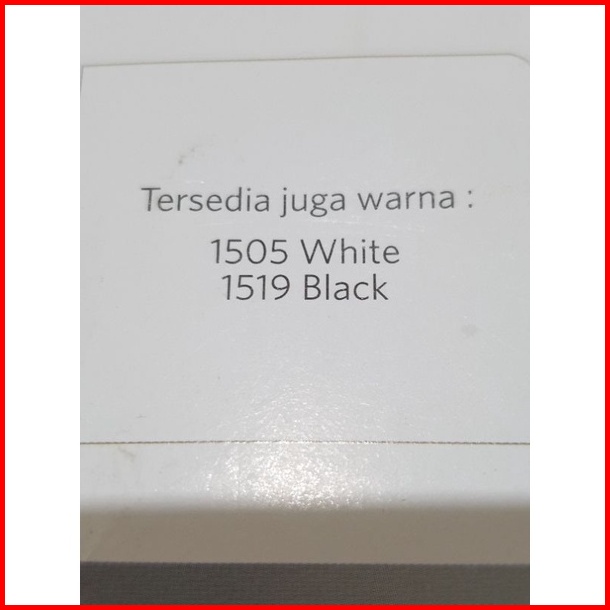 Tersedia juga warna :
1505 White
1519 Black